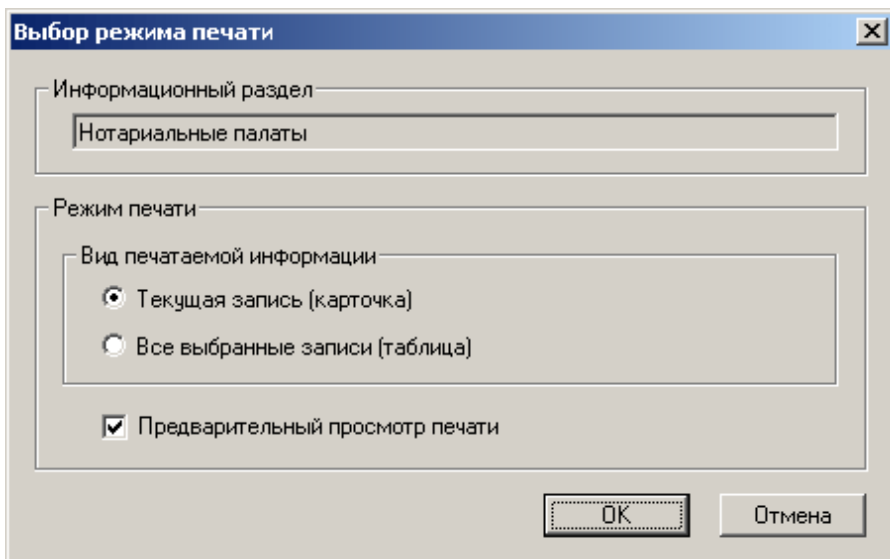 Выбор режима печати
Информационный раздел
Нотариальные палаты
Режим печати
Вид печатаемой информации
Текущая запись (карточка)
Все выбранные записи (таблица)
Предварительный просмотр печати
OK Отмена